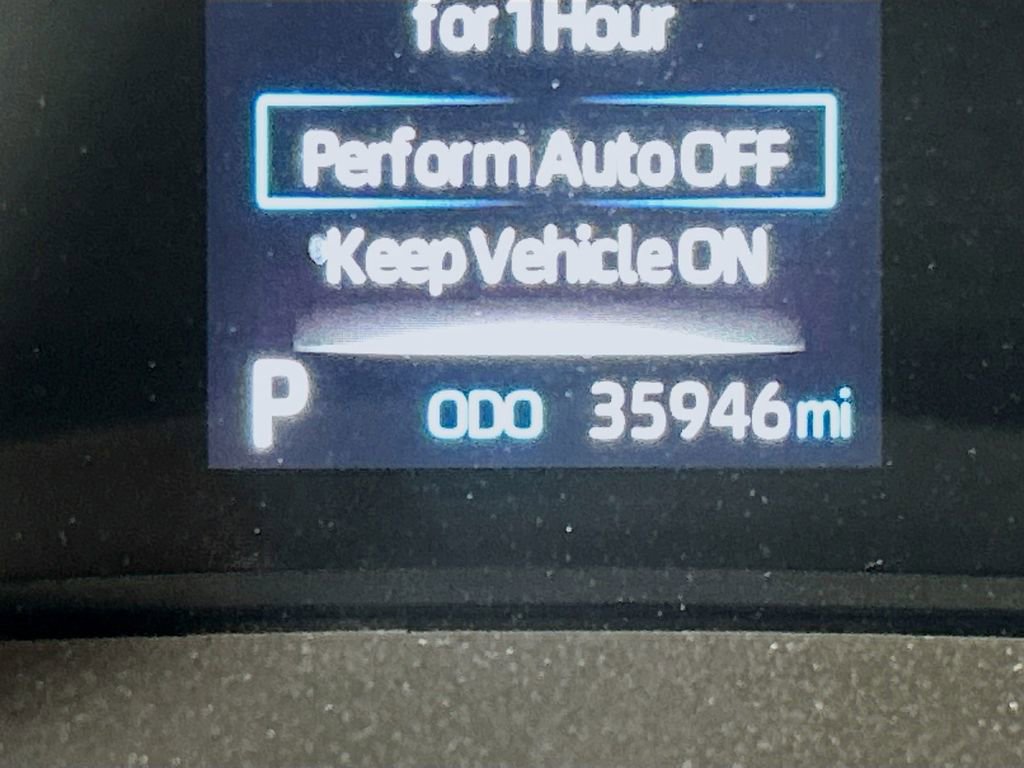 for 1 Hour
Perform Auto OFF
Keep Vehicle ON
P ODO 35946 mi